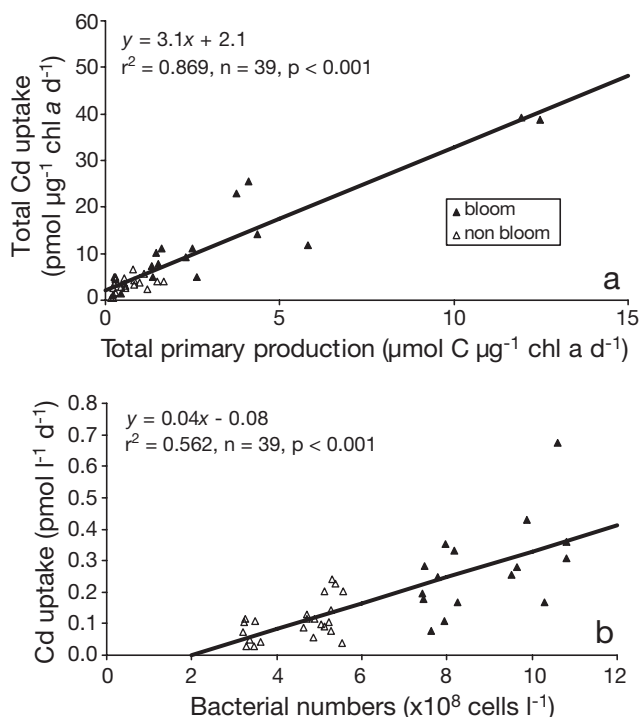 y = 3.1x + 2.1
r² = 0.869, n = 39, p < 0.001
Total Cd uptake
(pmol µg⁻¹ chl a d⁻¹)
60
50
40
30
20
10
0
bloom
non bloom
a
0 5 10 15
Total primary production (µmol C µg⁻¹ chl a d⁻¹)
y = 0.04x - 0.08
r² = 0.562, n = 39, p < 0.001
Cd uptake (pmol l⁻¹ d⁻¹)
0.8
0.7
0.6
0.5
0.4
0.3
0.2
0.1
0.0
b
0 2 4 6 8 10 12
Bacterial numbers (x10⁸ cells l⁻¹)